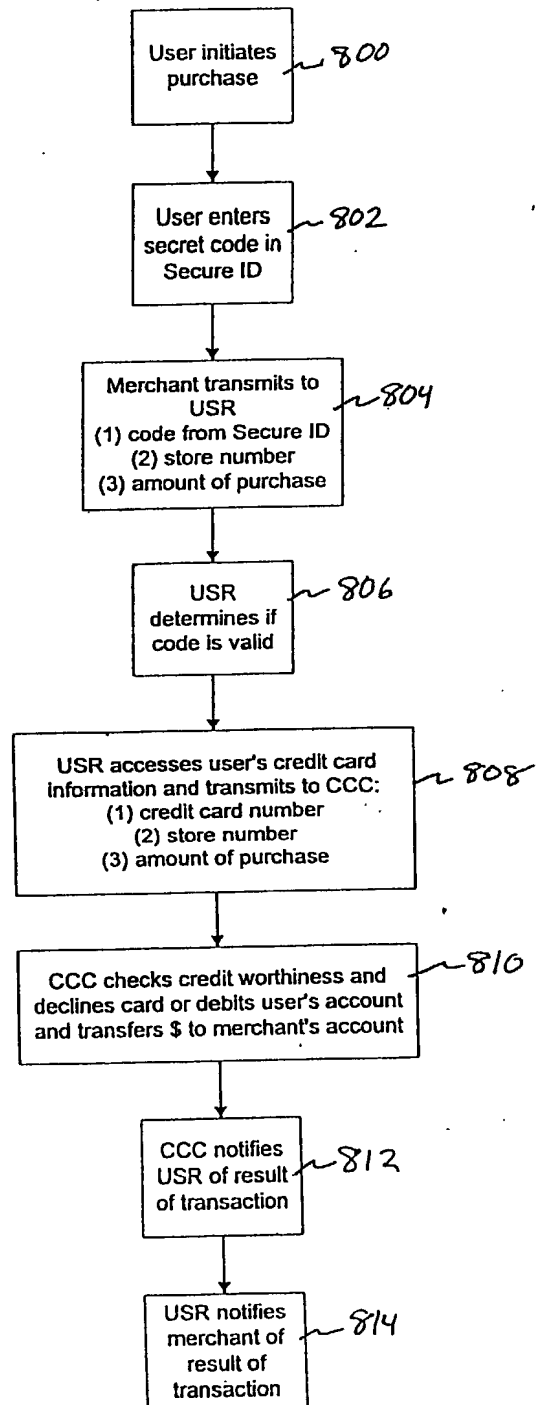 User initiates
purchase
800
User enters
secret code in
Secure ID
802
Merchant transmits to
USR
(1) code from Secure ID
(2) store number
(3) amount of purchase
804
USR
determines if
code is valid
806
USR accesses user's credit card
information and transmits to CCC:
(1) credit card number
(2) store number
(3) amount of purchase
808
CCC checks credit worthiness and
declines card or debits user's account
and transfers $ to merchant's account
810
CCC notifies
USR of result
of transaction
812
USR notifies
merchant of
result of
transaction
814